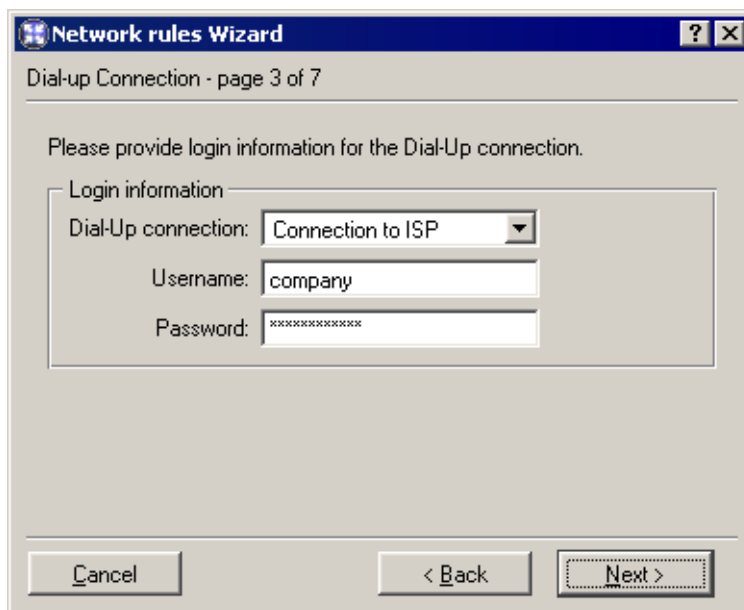 Network rules Wizard
Dial-up Connection - page 3 of 7
Please provide login information for the Dial-Up connection.
Login information
Dial-Up connection: Connection to ISP
Username: company
Password: ************
Cancel < Back Next >